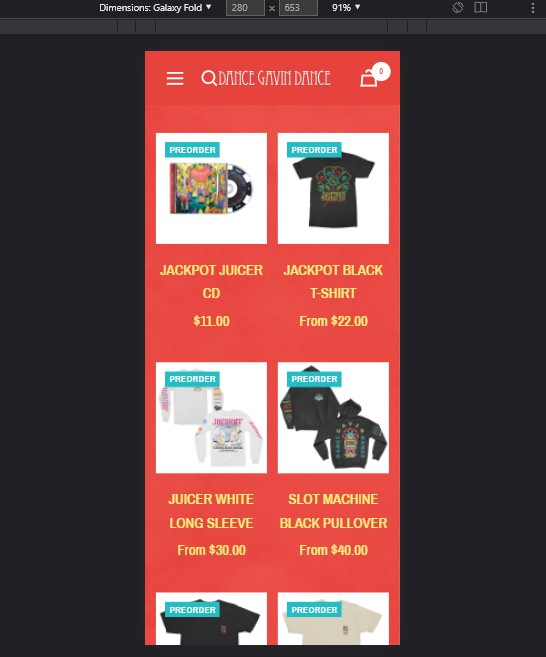 Dimensions: Galaxy Fold ▼ 280 × 653 91% ▼
DANCE GAVIN DANCE 0
PREORDER PREORDER
JACKPOT JUICER
CD
$11.00
JACKPOT BLACK
T-SHIRT
From $22.00
PREORDER PREORDER
JUICER WHITE
LONG SLEEVE
From $30.00
SLOT MACHINE
BLACK PULLOVER
From $40.00
PREORDER PREORDER